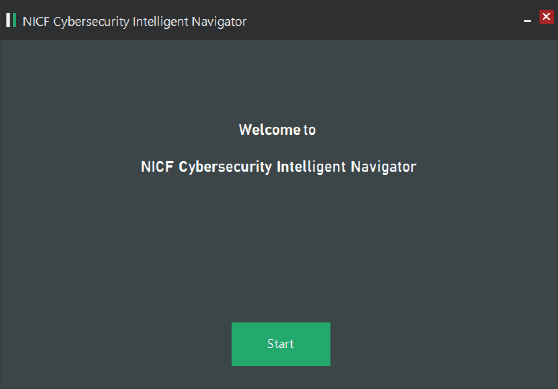 NICF Cybersecurity Intelligent Navigator
Welcome to
NICF Cybersecurity Intelligent Navigator
Start